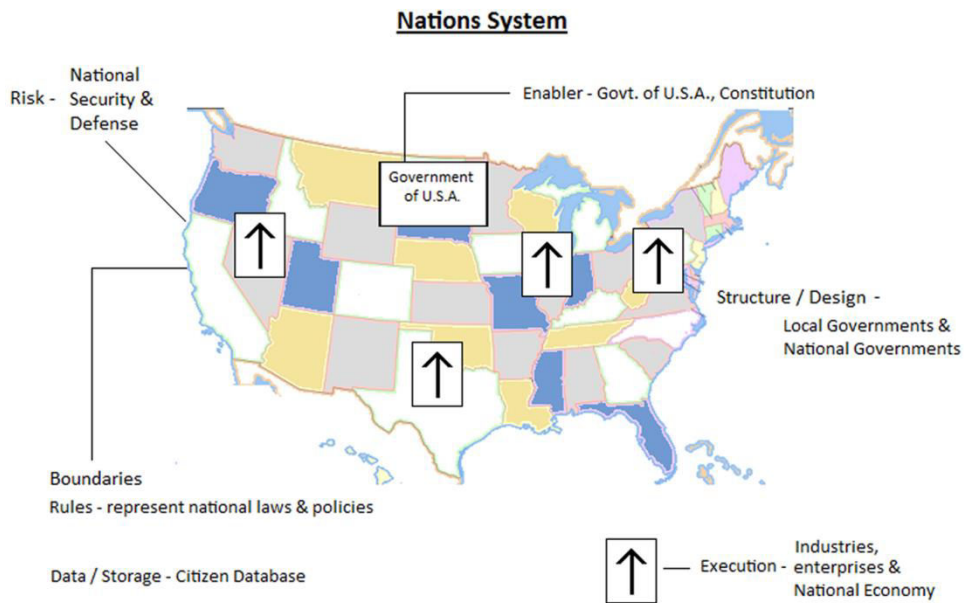 Nations System
Risk - National
Security &
Defense
Enabler - Govt. of U.S.A., Constitution
Government
of U.S.A.
Structure / Design -
Local Governments &
National Governments
Boundaries
Rules - represent national laws & policies
Data / Storage - Citizen Database
Execution - Industries,
enterprises &
National Economy